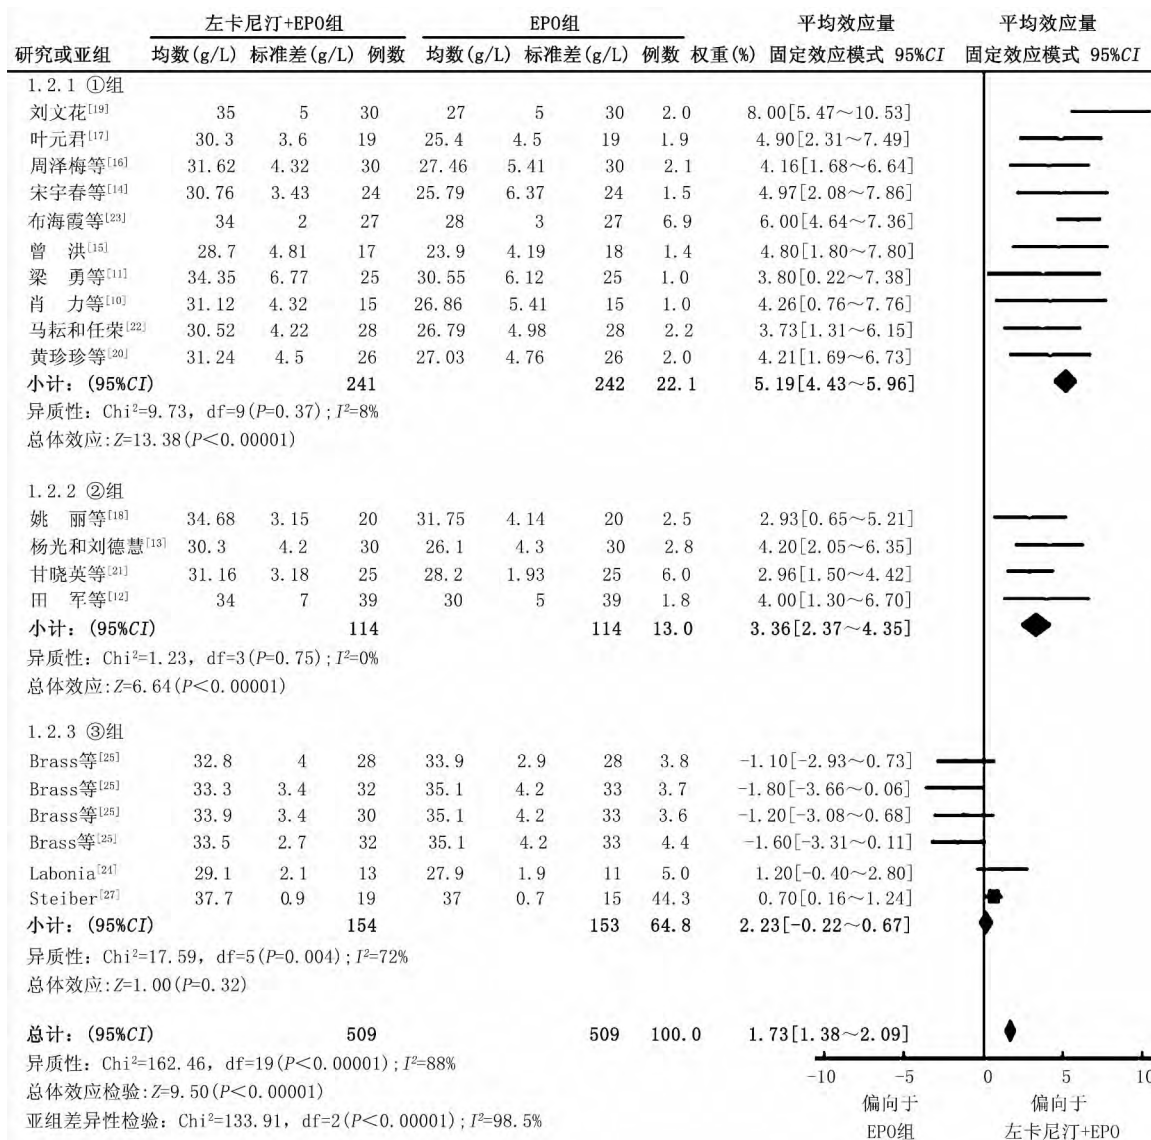 左卡尼汀+EPO组 EPO组 平均效应量 平均效应量
研究或亚组 均数(g/L) 标准差(g/L) 例数 均数(g/L) 标准差(g/L) 例数 权重(%) 固定效应模式 95%CI 固定效应模式 95%CI
1.2.1 ①组
刘文花[19] 35 5 30 27 5 30 2.0 8.00[5.47～10.53]
叶元君[17] 30.3 3.6 19 25.4 4.5 19 1.9 4.90[2.31～7.49]
周泽梅等[16] 31.62 4.32 30 27.46 5.41 30 2.1 4.16[1.68～6.64]
宋宇春等[14] 30.76 3.43 24 25.79 6.37 24 1.5 4.97[2.08～7.86]
布海霞等[23] 34 2 27 28 3 27 6.9 6.00[4.64～7.36]
曾 洪[15] 28.7 4.81 17 23.9 4.19 18 1.4 4.80[1.80～7.80]
梁 勇等[11] 34.35 6.77 25 30.55 6.12 25 1.0 3.80[0.22～7.38]
肖 力等[10] 31.12 4.32 15 26.86 5.41 15 1.0 4.26[0.76～7.76]
马耘和任荣[22] 30.52 4.22 28 26.79 4.98 28 2.2 3.73[1.31～6.15]
黄珍珍等[20] 31.24 4.5 26 27.03 4.76 26 2.0 4.21[1.69～6.73]
小计：(95%CI) 241 242 22.1 5.19[4.43～5.96]
异质性：Chi²=9.73, df=9(P=0.37);I²=8%
总体效应:Z=13.38(P＜0.00001)
1.2.2 ②组
姚 丽等[18] 34.68 3.15 20 31.75 4.14 20 2.5 2.93[0.65～5.21]
杨光和刘德慧[13] 30.3 4.2 30 26.1 4.3 30 2.8 4.20[2.05～6.35]
甘晓英等[21] 31.16 3.18 25 28.2 1.93 25 6.0 2.96[1.50～4.42]
田 军等[12] 34 7 39 30 5 39 1.8 4.00[1.30～6.70]
小计：(95%CI) 114 114 13.0 3.36[2.37～4.35]
异质性：Chi²=1.23, df=3(P=0.75);I²=0%
总体效应:Z=6.64(P＜0.00001)
1.2.3 ③组
Brass等[25] 32.8 4 28 33.9 2.9 28 3.8 -1.10[-2.93～0.73]
Brass等[25] 33.3 3.4 32 35.1 4.2 33 3.7 -1.80[-3.66～0.06]
Brass等[25] 33.9 3.4 30 35.1 4.2 33 3.6 -1.20[-3.08～0.68]
Brass等[25] 33.5 2.7 32 35.1 4.2 33 4.4 -1.60[-3.31～0.11]
Labonia[24] 29.1 2.1 13 27.9 1.9 11 5.0 1.20[-0.40～2.80]
Steiber[27] 37.7 0.9 19 37 0.7 15 44.3 0.70[0.16～1.24]
小计：(95%CI) 154 153 64.8 2.23[-0.22～0.67]
异质性：Chi²=17.59, df=5(P=0.004);I²=72%
总体效应:Z=1.00(P=0.32)
总计：(95%CI) 509 509 100.0 1.73[1.38～2.09]
异质性：Chi²=162.46, df=19(P＜0.00001);I²=88%
总体效应检验:Z=9.50(P＜0.00001)
亚组差异性检验：Chi²=133.91, df=2(P＜0.00001);I²=98.5%
-10 -5 0 5 10
偏向于 偏向于
EPO组 左卡尼汀+EPO